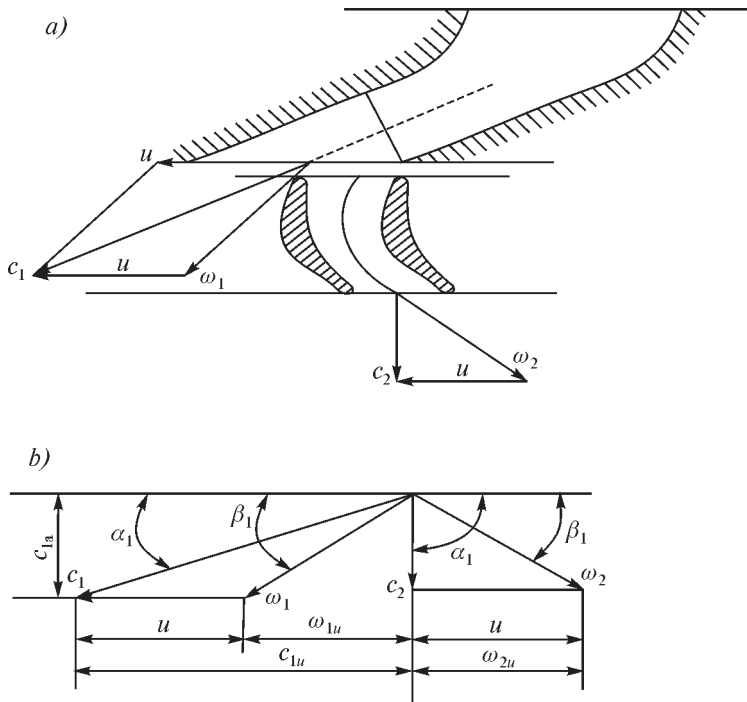 a)
u
c₁ u ω₁
c₂ u ω₂
b)
c₁ₐ α₁ β₁ α₁ β₁
c₁ ω₁ c₂ ω₂
u ω₁ᵤ u
c₁ᵤ ω₂ᵤ